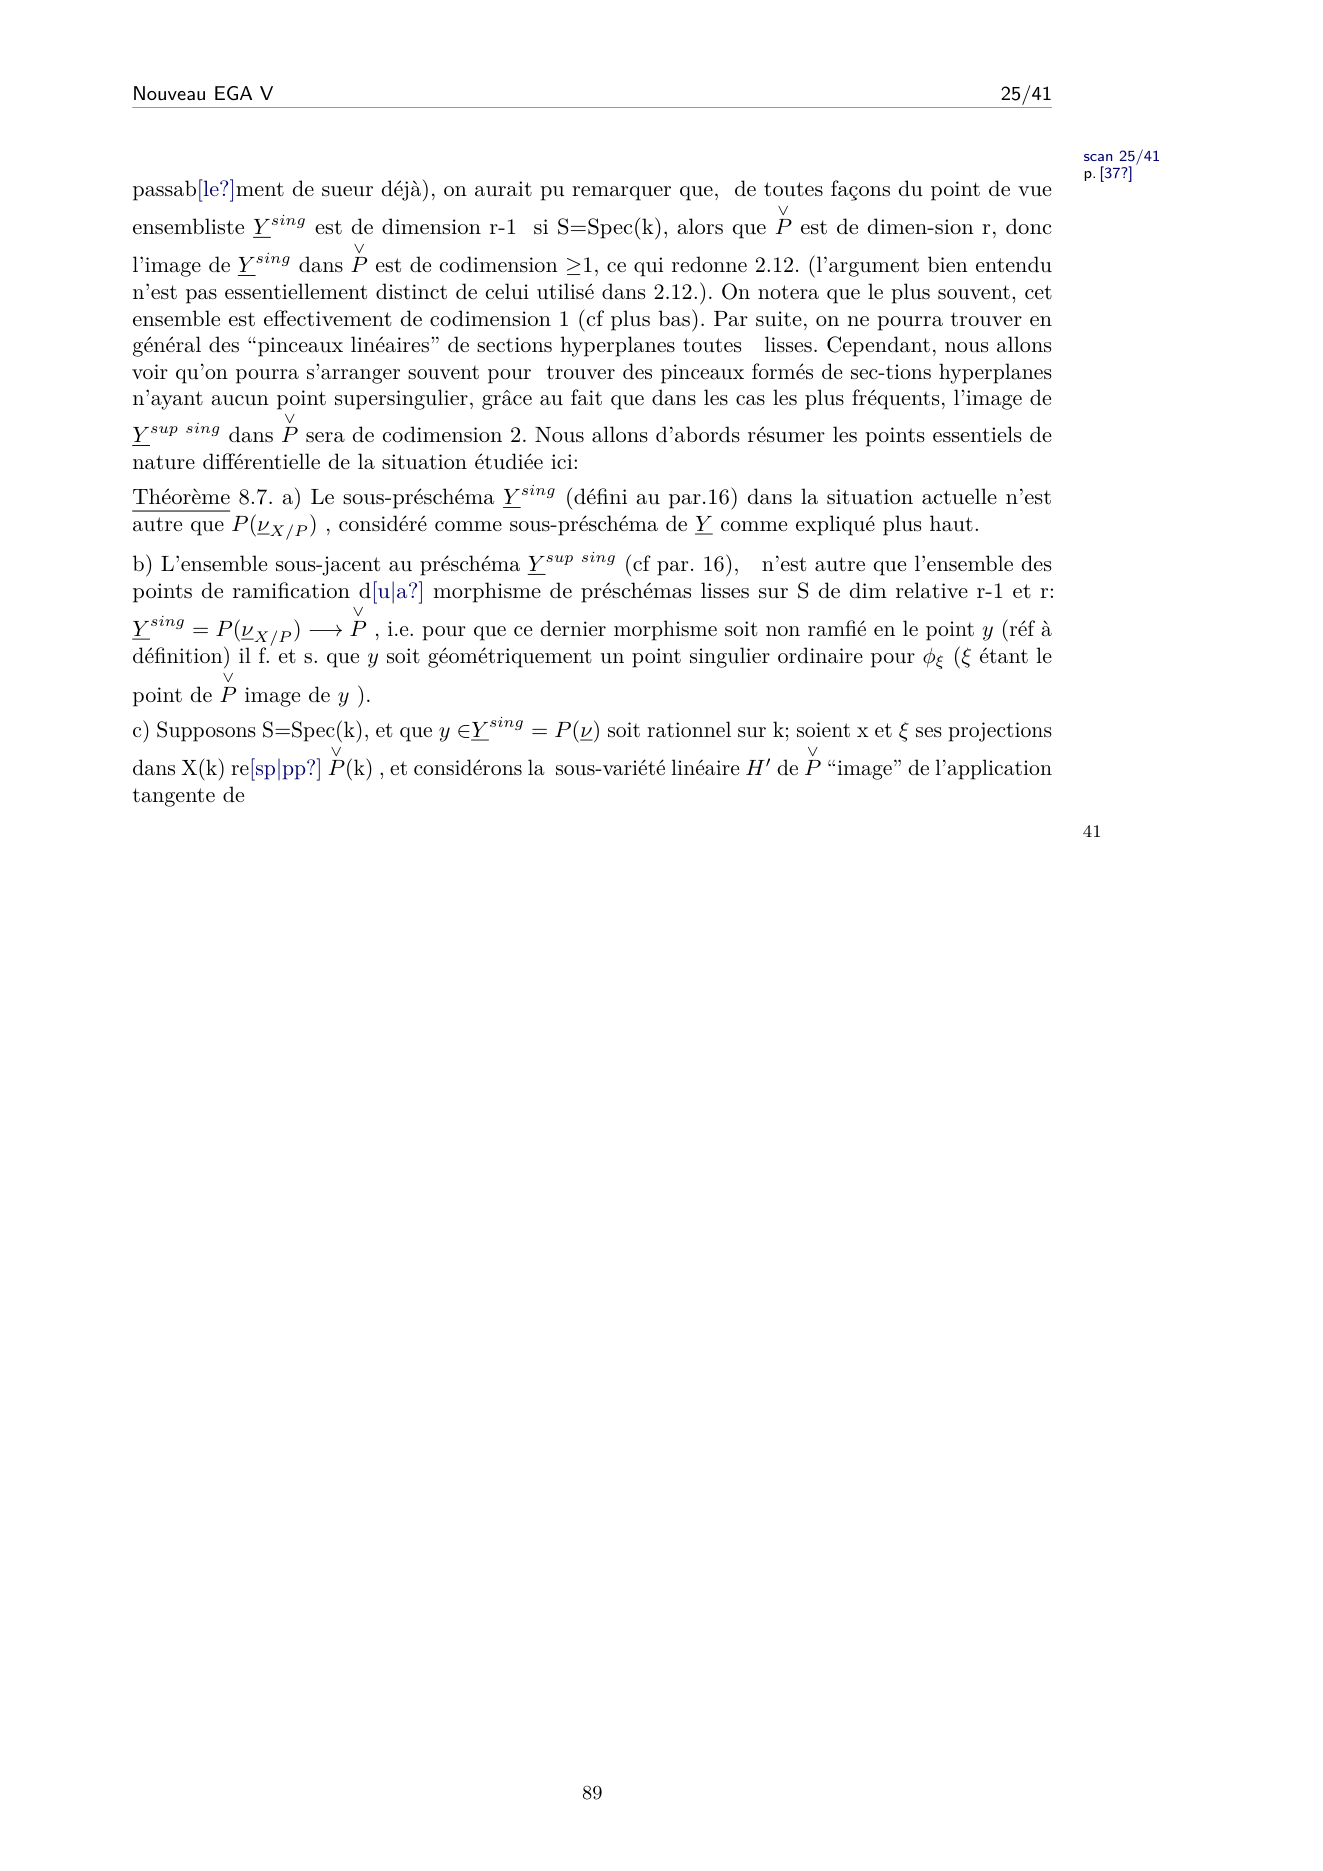 Nouveau EGA V 25/41
scan 25/41
p. [37?]
passab[le?]ment de sueur déjà), on aurait pu remarquer que, de toutes façons du point de vue
ensembliste <u>Y</u>^{sing} est de dimension r-1 si S=Spec(k), alors que \overset{\vee}{P} est de dimen-sion r, donc
l'image de <u>Y</u>^{sing} dans \overset{\vee}{P} est de codimension ≥1, ce qui redonne 2.12. (l'argument bien entendu
n'est pas essentiellement distinct de celui utilisé dans 2.12.). On notera que le plus souvent, cet
ensemble est effectivement de codimension 1 (cf plus bas). Par suite, on ne pourra trouver en
général des “pinceaux linéaires” de sections hyperplanes toutes lisses. Cependant, nous allons
voir qu'on pourra s'arranger souvent pour trouver des pinceaux formés de sec-tions hyperplanes
n'ayant aucun point supersingulier, grâce au fait que dans les cas les plus fréquents, l'image de
<u>Y</u>^{sup sing} dans \overset{\vee}{P} sera de codimension 2. Nous allons d'abords résumer les points essentiels de
nature différentielle de la situation étudiée ici:
<u>Théorème</u> 8.7. a) Le sous-préschéma <u>Y</u>^{sing} (défini au par.16) dans la situation actuelle n'est
autre que P(<u>ν</u>_{X/P}) , considéré comme sous-préschéma de <u>Y</u> comme expliqué plus haut.
b) L'ensemble sous-jacent au préschéma <u>Y</u>^{sup sing} (cf par. 16), n'est autre que l'ensemble des
points de ramification d[u|a?] morphisme de préschémas lisses sur S de dim relative r-1 et r:
<u>Y</u>^{sing} = P(<u>ν</u>_{X/P}) ⟶ \overset{\vee}{P} , i.e. pour que ce dernier morphisme soit non ramfié en le point y (réf à
définition) il f. et s. que y soit géométriquement un point singulier ordinaire pour ϕ_ξ (ξ étant le
point de \overset{\vee}{P} image de y ).
c) Supposons S=Spec(k), et que y ∈<u>Y</u>^{sing} = P(<u>ν</u>) soit rationnel sur k; soient x et ξ ses projections
dans X(k) re[sp|pp?] \overset{\vee}{P}(k) , et considérons la sous-variété linéaire H′ de \overset{\vee}{P} “image” de l'application
tangente de
41
89